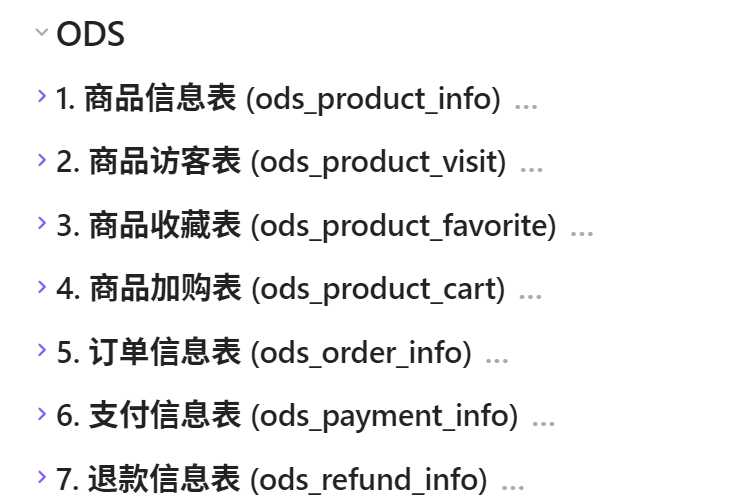 ODS
1. 商品信息表 (ods_product_info) ...
2. 商品访客表 (ods_product_visit) ...
3. 商品收藏表 (ods_product_favorite) ...
4. 商品加购表 (ods_product_cart) ...
5. 订单信息表 (ods_order_info) ...
6. 支付信息表 (ods_payment_info) ...
7. 退款信息表 (ods_refund_info) ...